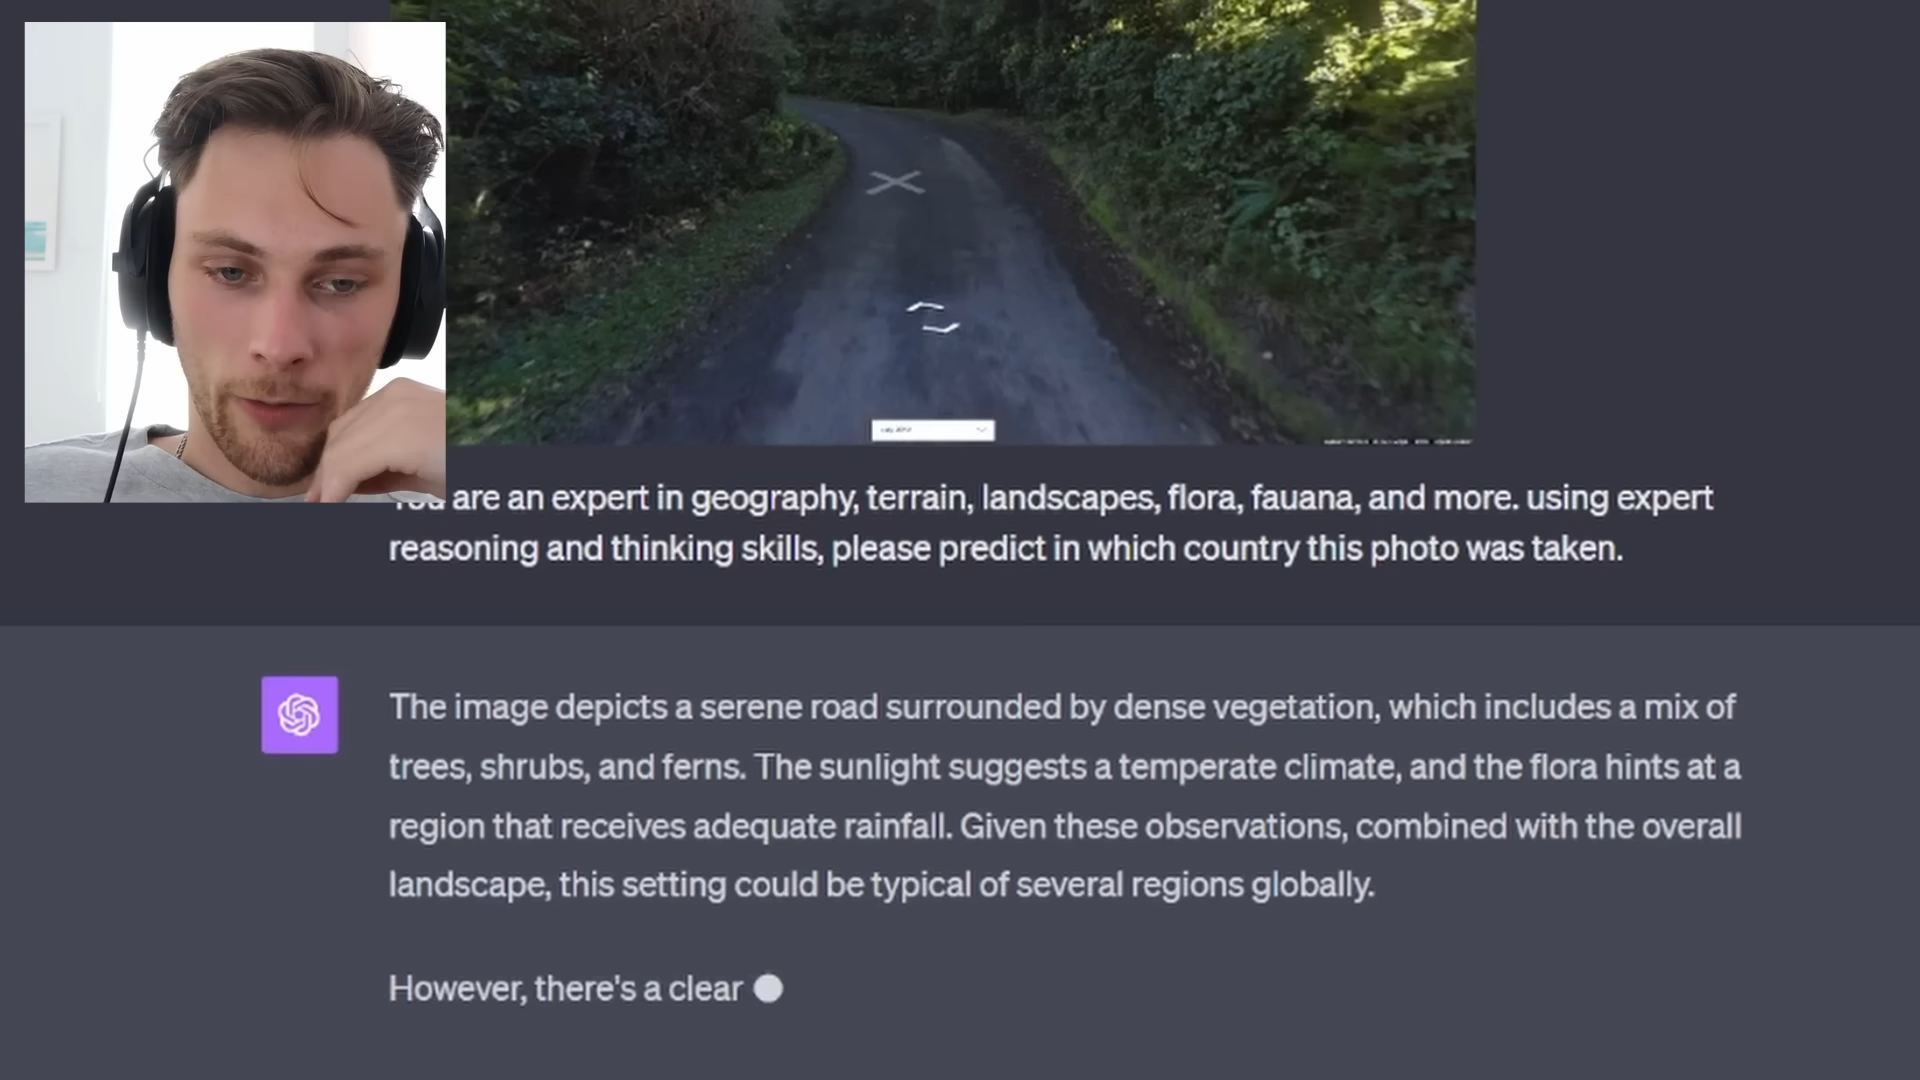 are an expert in geography, terrain, landscapes, flora, fauana, and more. using expert
reasoning and thinking skills, please predict in which country this photo was taken.
The image depicts a serene road surrounded by dense vegetation, which includes a mix of
trees, shrubs, and ferns. The sunlight suggests a temperate climate, and the flora hints at a
region that receives adequate rainfall. Given these observations, combined with the overall
landscape, this setting could be typical of several regions globally.
However, there's a clear